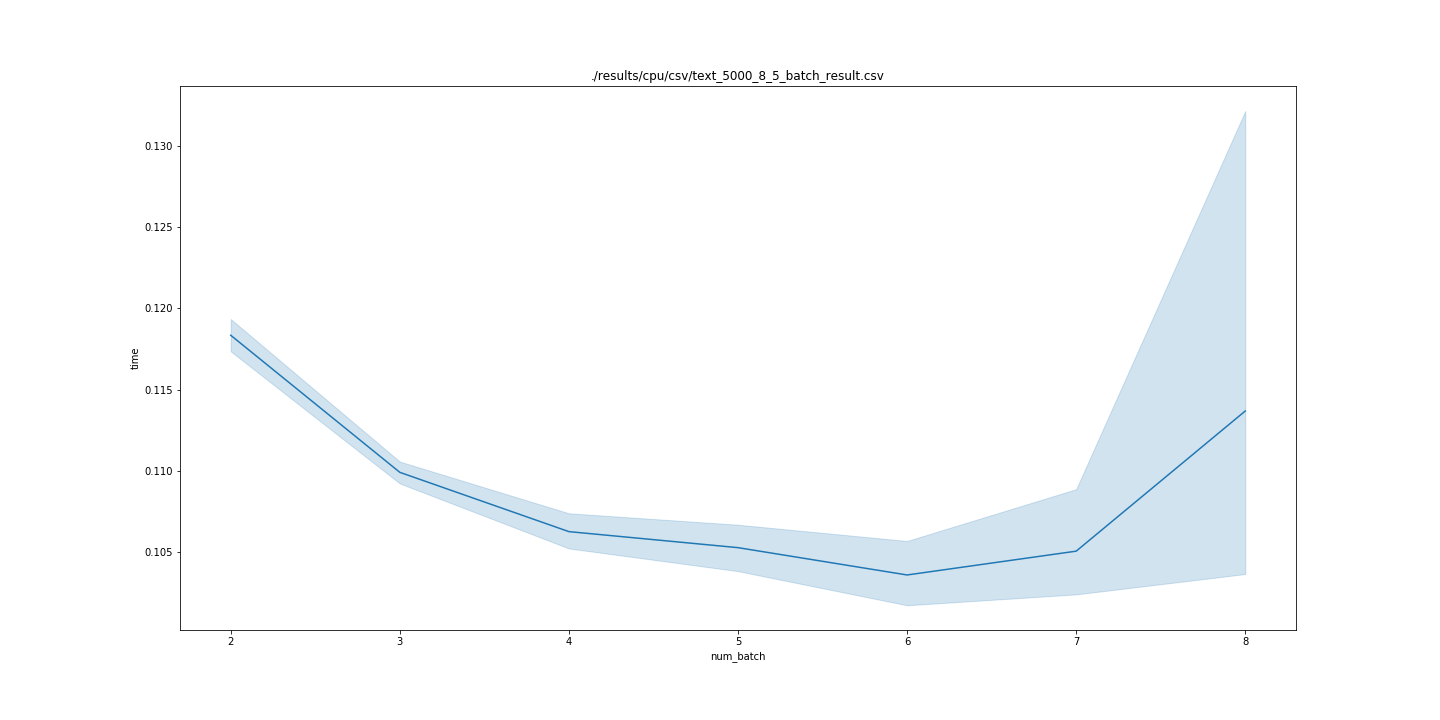 ./results/cpu/csv/text_5000_8_5_batch_result.csv
0.130
0.125
0.120
0.115
0.110
0.105
time
2 3 4 5 6 7 8
num_batch